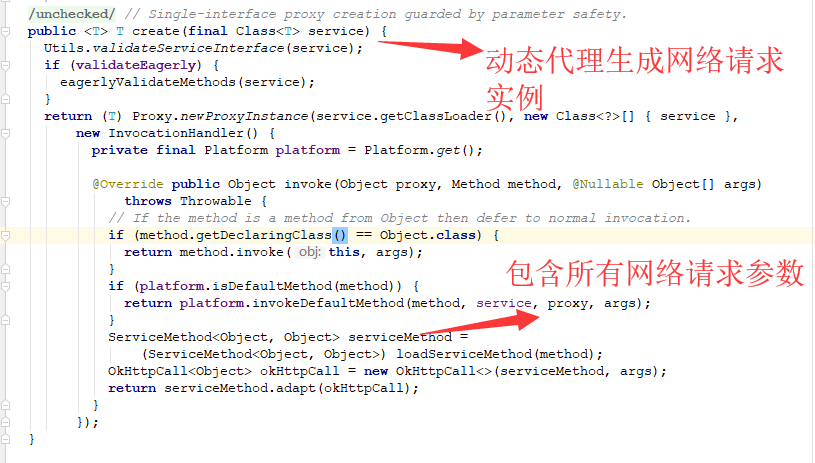 /unchecked/ // Single-interface proxy creation guarded by parameter safety.
public <T> T create(final Class<T> service) {
Utils.validateServiceInterface(service);
if (validateEagerly) {
eagerlyValidateMethods(service);
}
return (T) Proxy.newProxyInstance(service.getClassLoader(), new Class<?>[] { service },
new InvocationHandler() {
private final Platform platform = Platform.get();
@Override public Object invoke(Object proxy, Method method, @Nullable Object[] args)
throws Throwable {
// If the method is a method from Object then defer to normal invocation.
if (method.getDeclaringClass() == Object.class) {
return method.invoke( obj: this, args);
}
if (platform.isDefaultMethod(method)) {
return platform.invokeDefaultMethod(method, service, proxy, args);
}
ServiceMethod<Object, Object> serviceMethod =
(ServiceMethod<Object, Object>) loadServiceMethod(method);
OkHttpCall<Object> okHttpCall = new OkHttpCall<>(serviceMethod, args);
return serviceMethod.adapt(okHttpCall);
}
});
}
动态代理生成网络请求
实例
包含所有网络请求参数